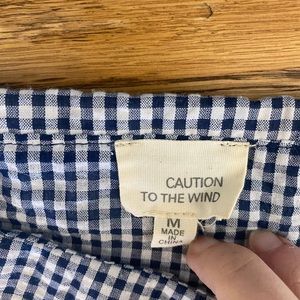 CAUTION
TO THE WIND
M
MADE
IN
CHINA